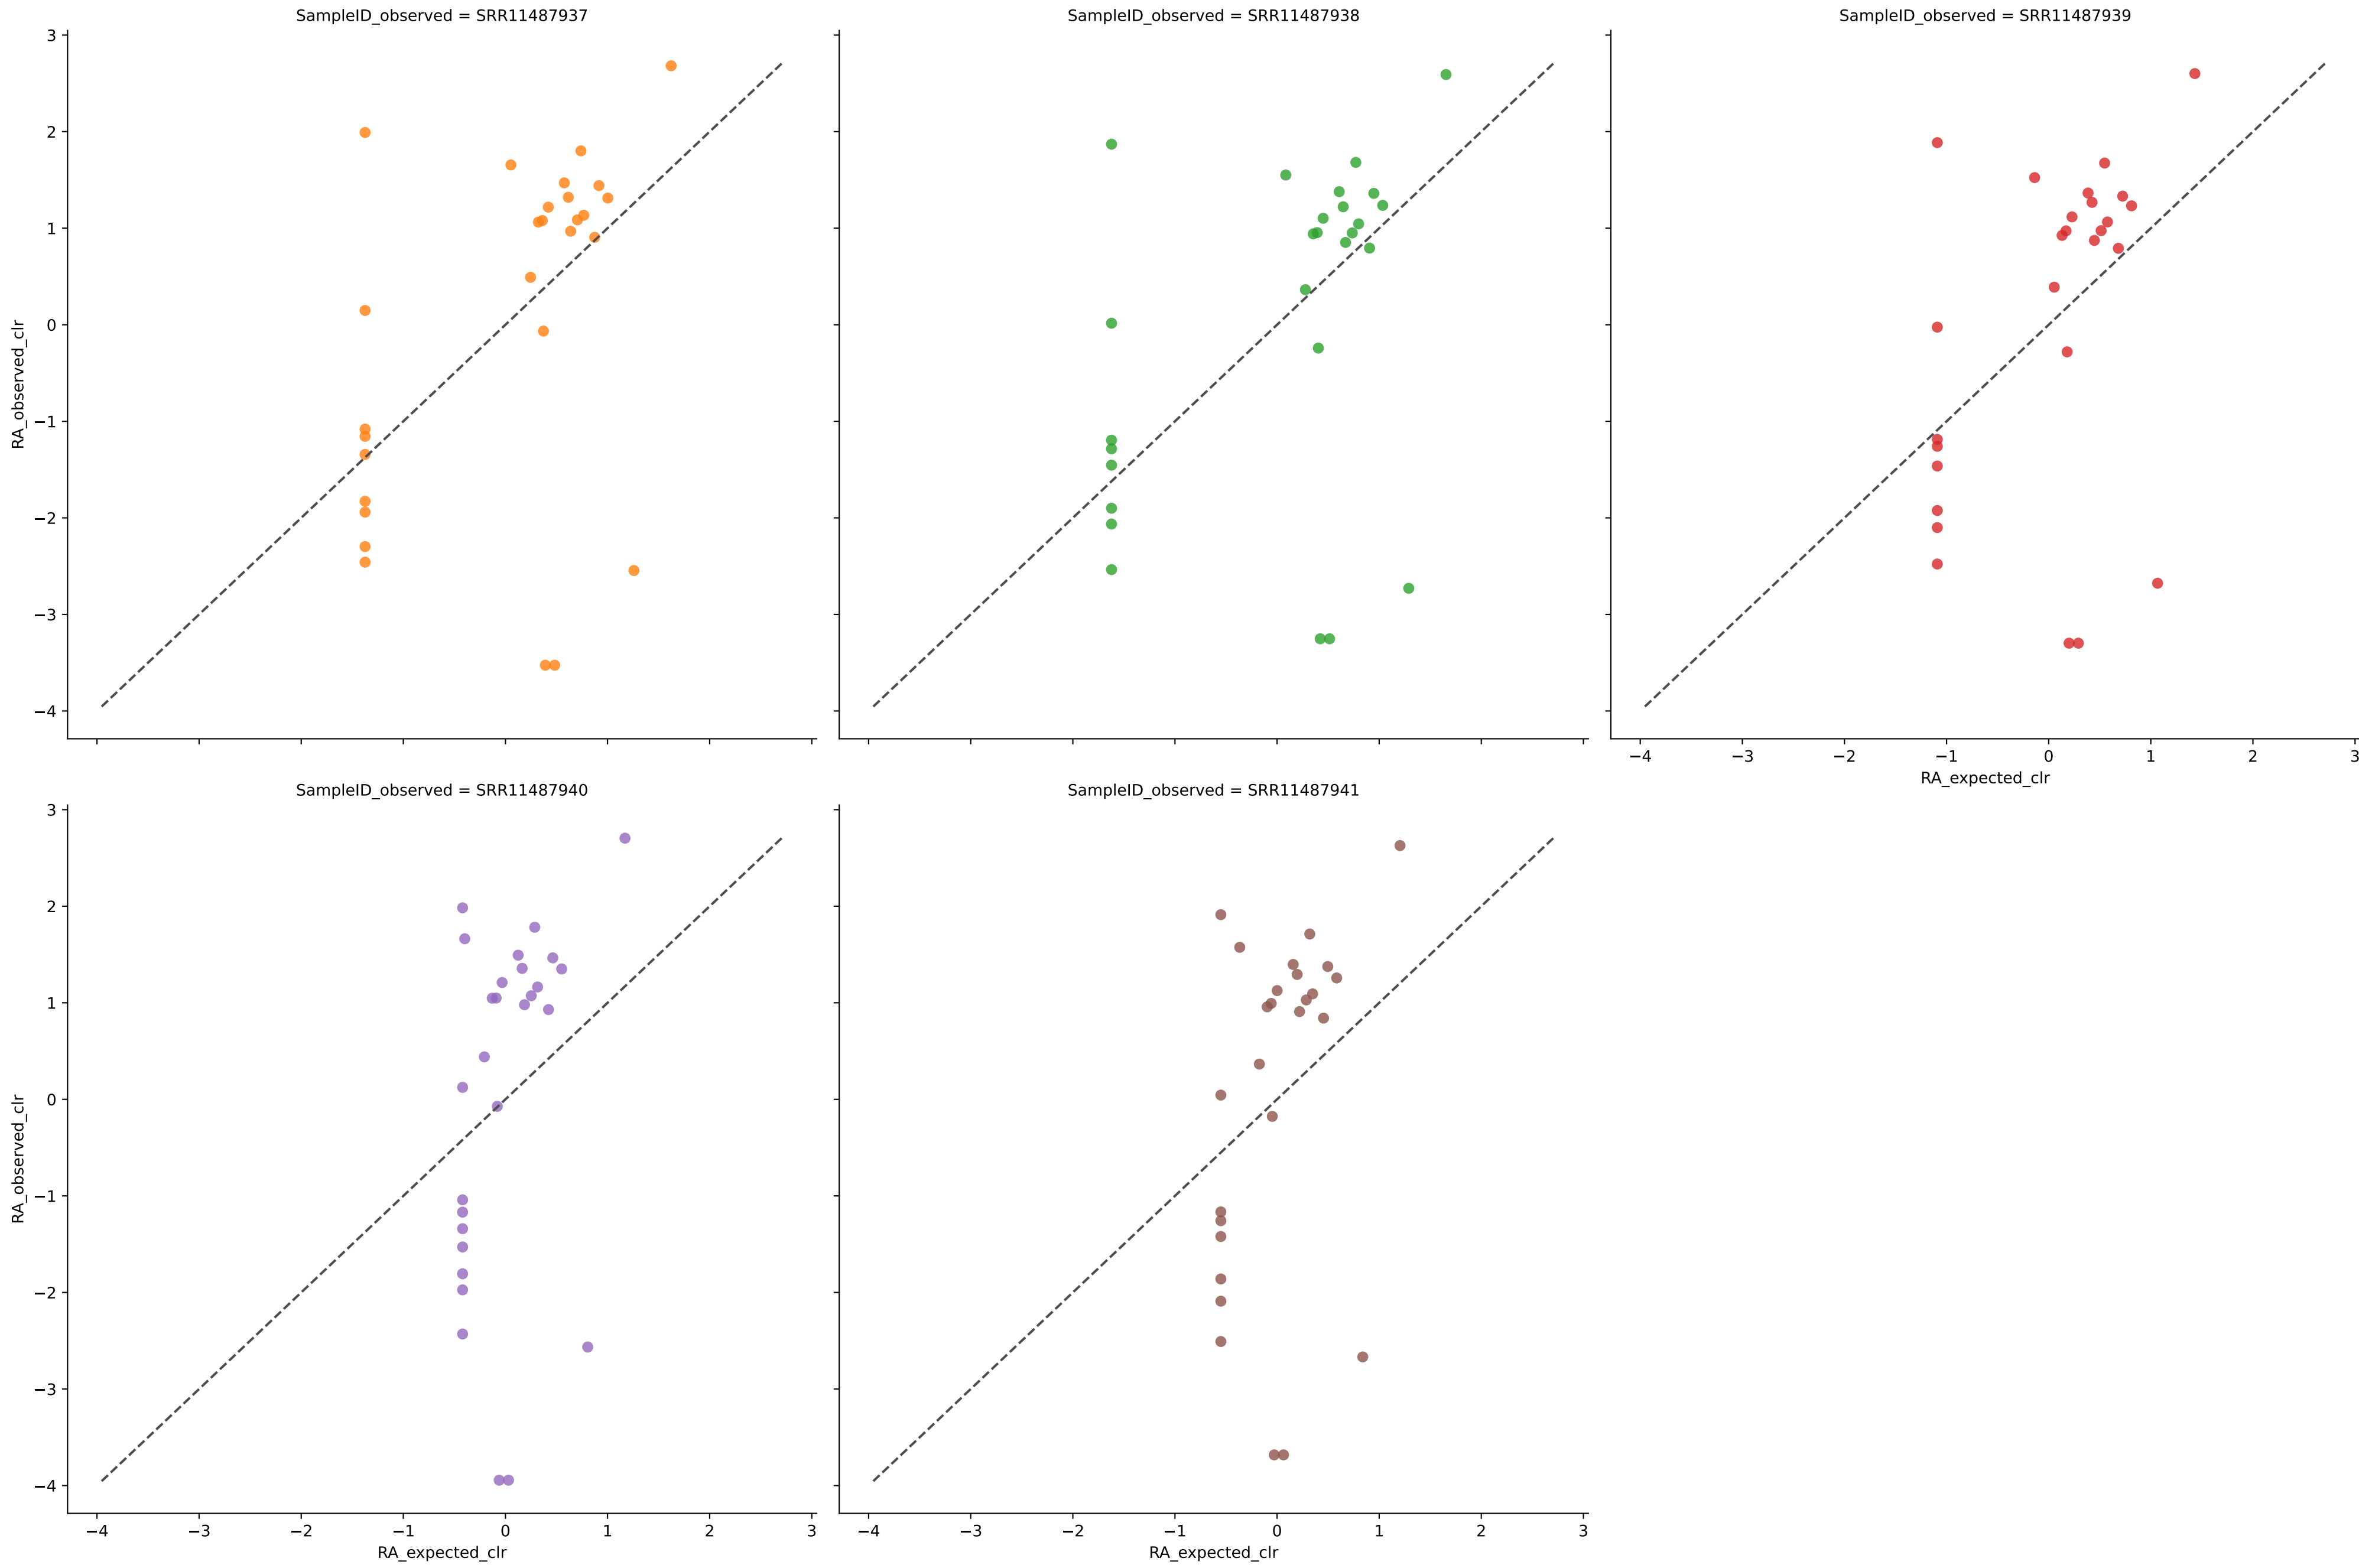 SampleID_observed = SRR11487937
SampleID_observed = SRR11487938
SampleID_observed = SRR11487939
3
2
1
0
−1
−2
−3
−4
RA_observed_clr
−4 −3 −2 −1 0 1 2 3
RA_expected_clr
SampleID_observed = SRR11487940
SampleID_observed = SRR11487941
3
2
1
0
−1
−2
−3
−4
RA_observed_clr
−4 −3 −2 −1 0 1 2 3
RA_expected_clr
−4 −3 −2 −1 0 1 2 3
RA_expected_clr